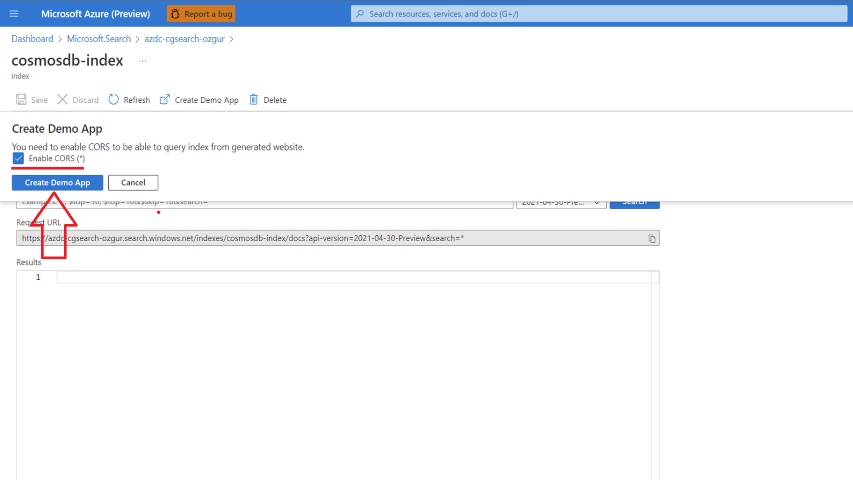 Microsoft Azure (Preview) Report a bug Search resources, services, and docs (G+/)
Dashboard > Microsoft.Search > azdc-cgsearch-ozgur >
cosmosdb-index ...
index
Save Discard Refresh Create Demo App Delete
Create Demo App
You need to enable CORS to be able to query index from generated website.
Enable CORS (*)
Create Demo App Cancel
2021-04-30-Pre... Search
Request URL
https://azdc-cgsearch-ozgur.search.windows.net/indexes/cosmosdb-index/docs?api-version=2021-04-30-Preview&search=*
Results
1